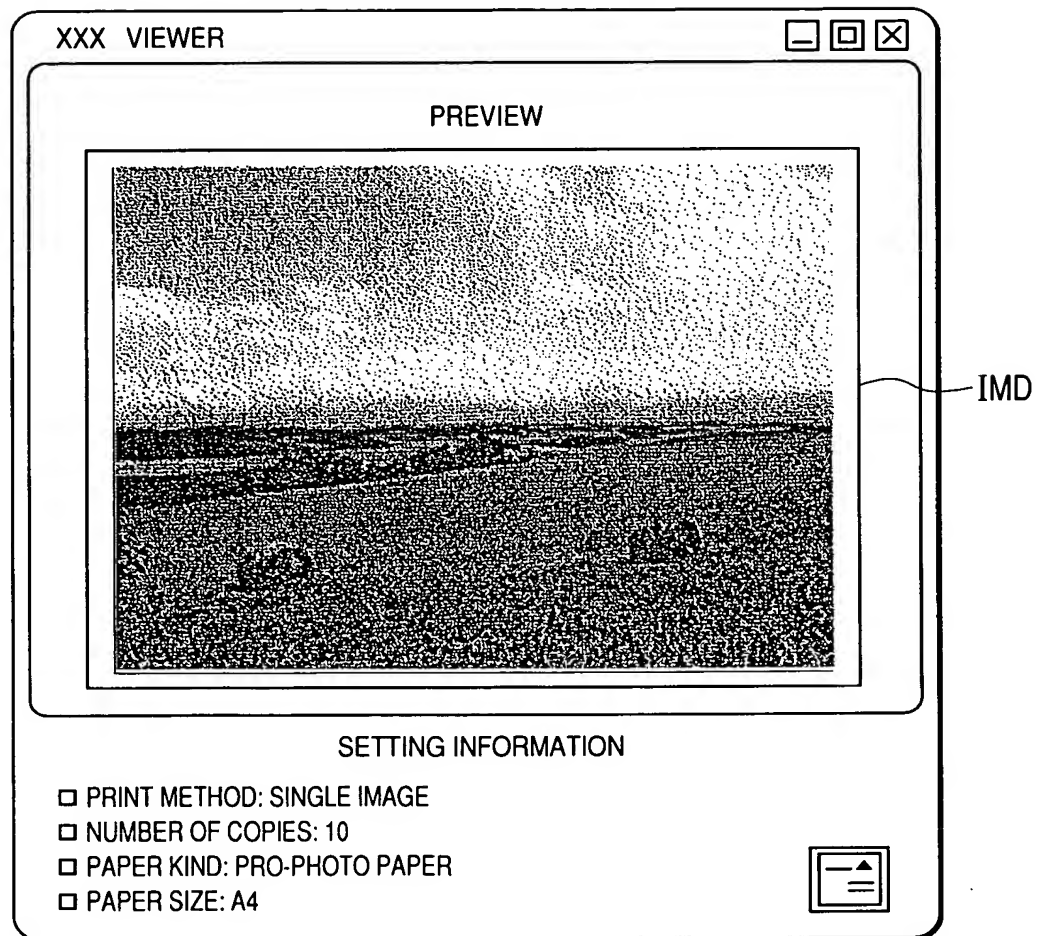 XXX VIEWER
PREVIEW
IMD
SETTING INFORMATION
PRINT METHOD: SINGLE IMAGE
NUMBER OF COPIES: 10
PAPER KIND: PRO-PHOTO PAPER
PAPER SIZE: A4